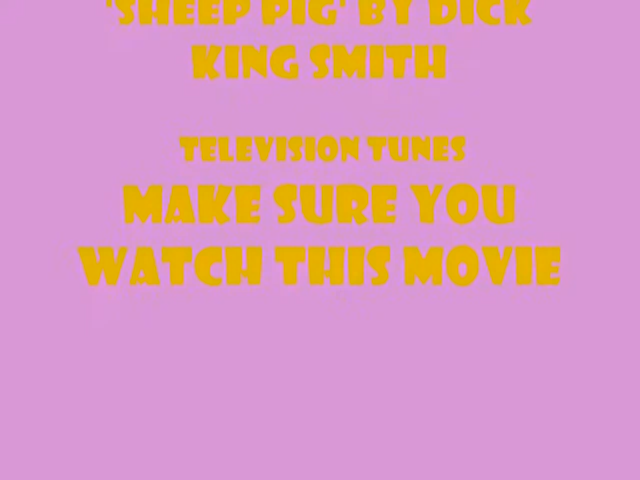 'SHEEP PIG' BY DICK
KING SMITH
TELEVISION TUNES
MAKE SURE YOU
WATCH THIS MOVIE